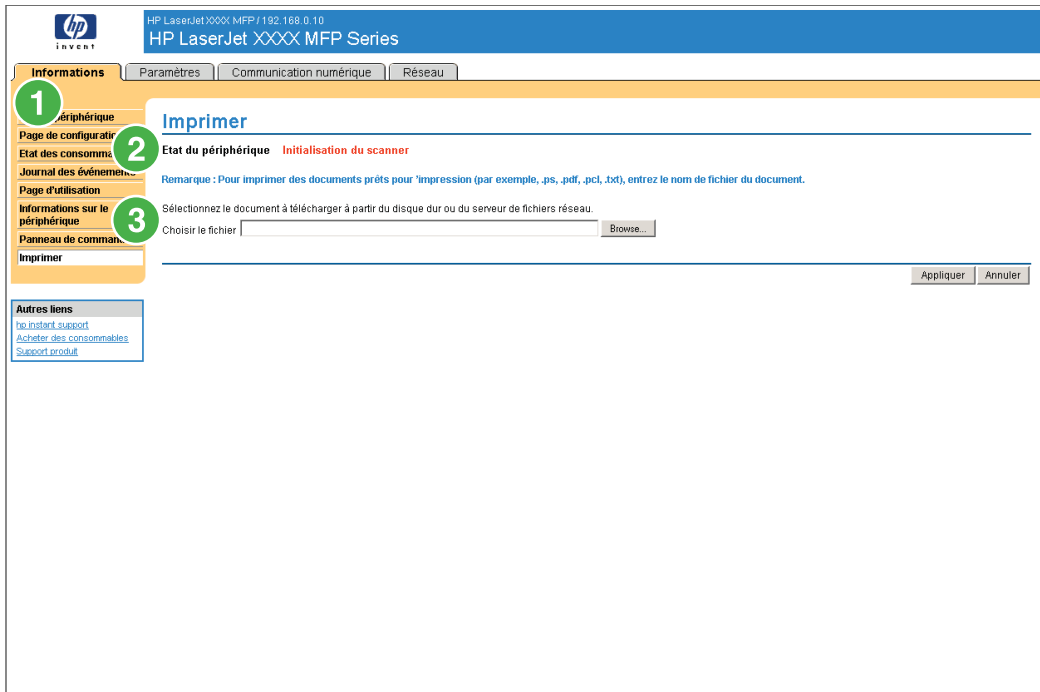 hp
invent
HP LaserJet XXXX MFP / 192.168.0.10
HP LaserJet XXXX MFP Series
Informations
Paramètres
Communication numérique
Réseau
1
périphérique
Page de configuratio
2
Etat des consomma
Journal des événements
Page d'utilisation
Informations sur le
périphérique
3
Panneau de comman
Imprimer
Autres liens
hp instant support
Acheter des consommables
Support produit
Imprimer
Etat du périphérique Initialisation du scanner
Remarque : Pour imprimer des documents prêts pour 'impression (par exemple, .ps, .pdf, .pcl, .txt), entrez le nom de fichier du document.
Sélectionnez le document à télécharger à partir du disque dur ou du serveur de fichiers réseau.
Choisir le fichier Browse...
Appliquer Annuler